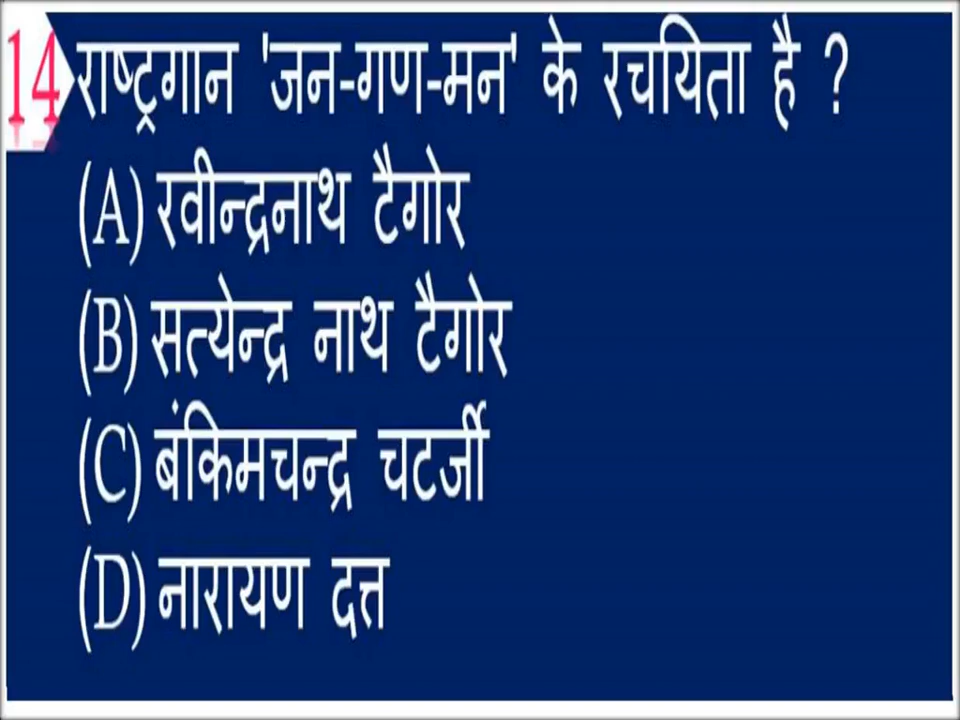 14 राष्ट्रगान 'जन-गण-मन' के रचयिता है ?
(A) रवीन्द्रनाथ टैगोर
(B) सत्येन्द्र नाथ टैगोर
(C) बंकिमचन्द्र चटर्जी
(D) नारायण दत्त